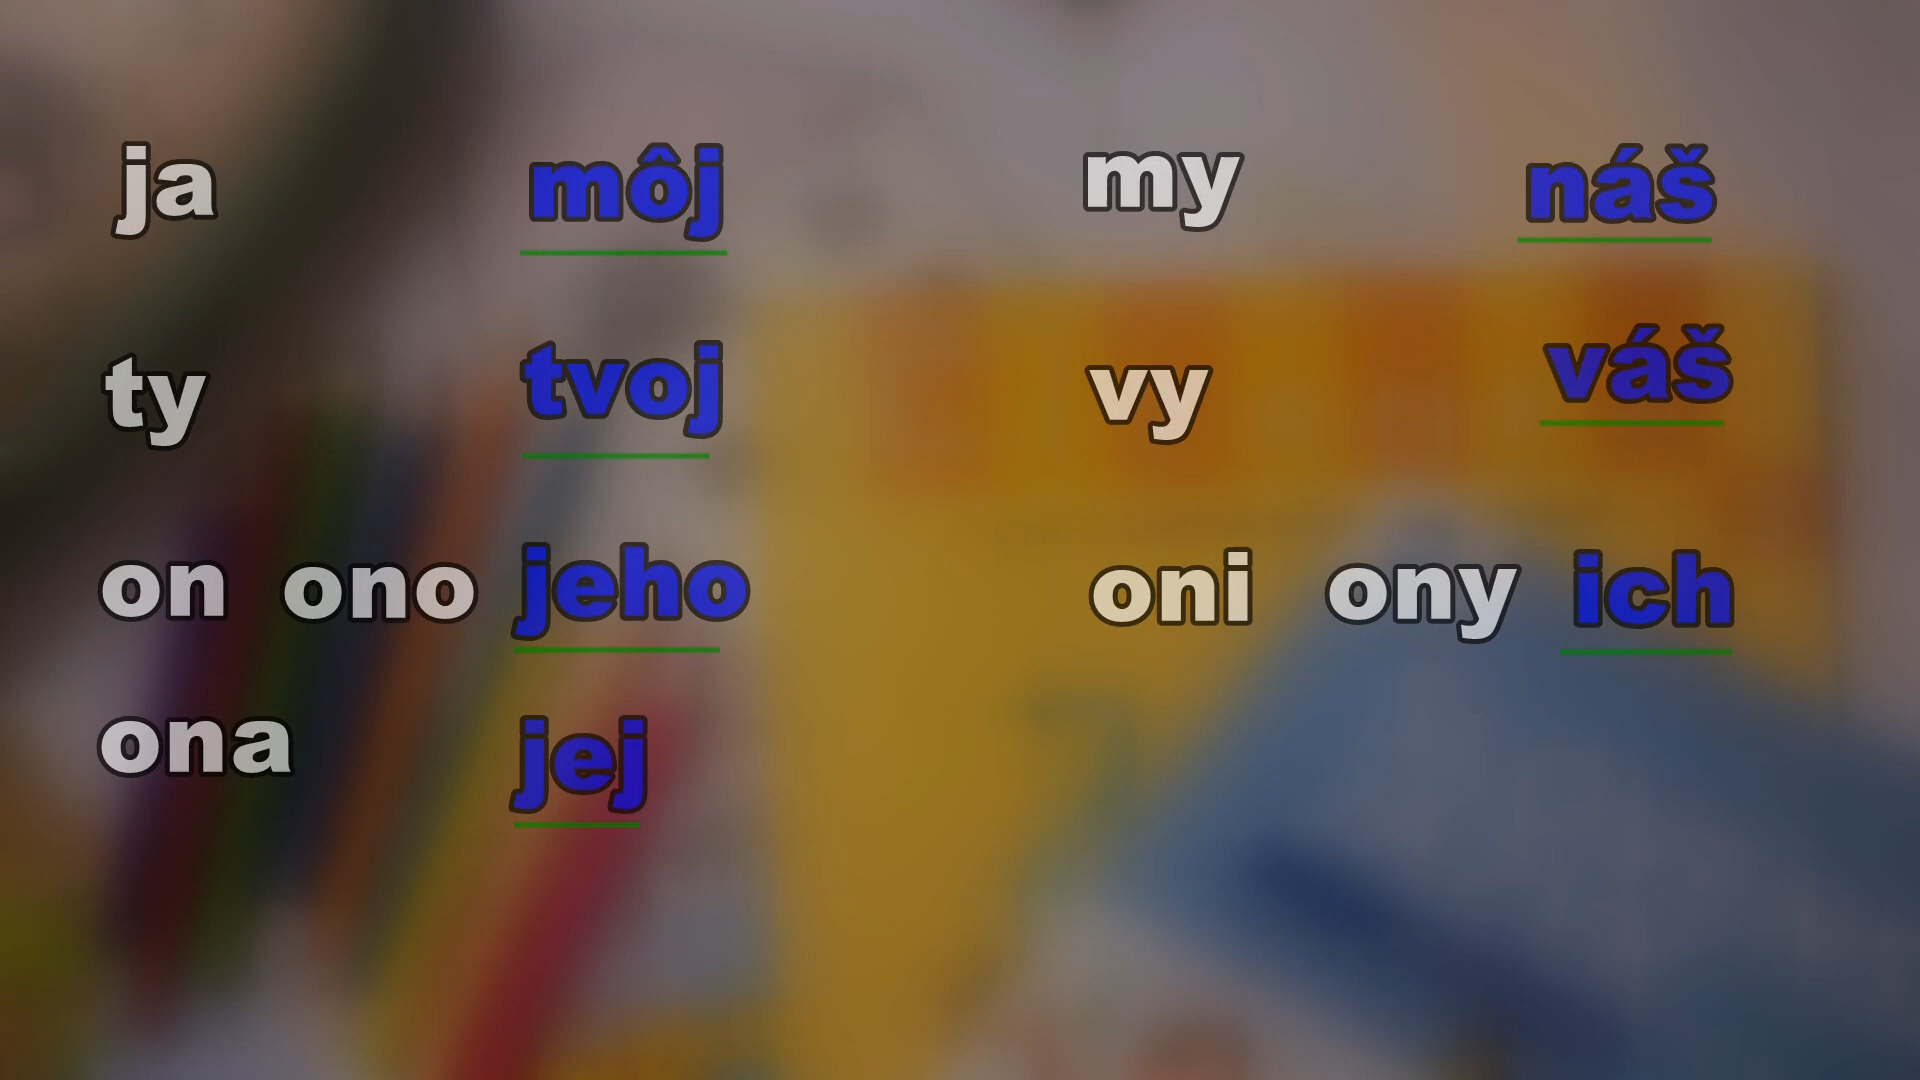 ja môj
ty tvoj
on ono jeho
ona jej
my náš
vy váš
oni ony ich